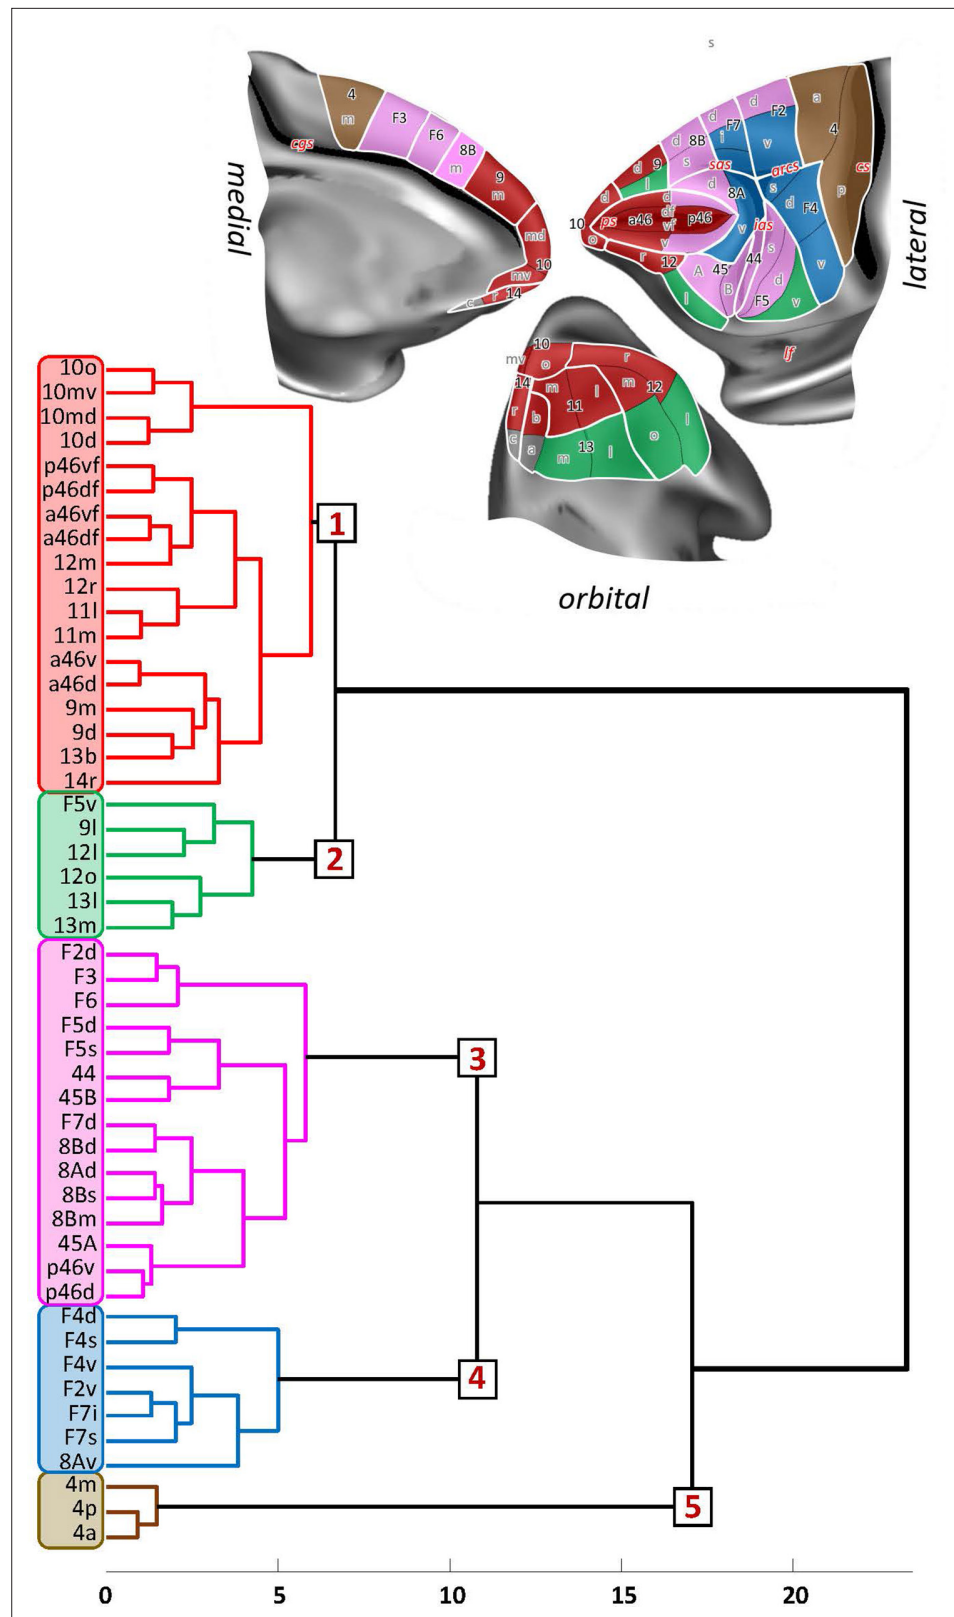 s
4
m
F3
F6
8B
m
9
m
md
10
mv
14
r
c
cgs
medial
a
4
p
cs
d
F2
v
d
F7
i
d
8B
s
sas
arcs
9
d
l
d
d
8A
s
d
F4
v
10
ps
a46
df
p46
vf
v
v
ias
o
r
12
A
45
B
44
s
d
F5
v
l
lf
lateral
10
o
mv
r
14
m
l
m
12
11
r
b
l
c
a
13
m
l
o
orbital
10o
10mv
10md
10d
p46vf
p46df
a46vf
a46df
12m
12r
11l
11m
a46v
a46d
9m
9d
13b
14r
1
F5v
9l
12l
12o
13l
13m
2
F2d
F3
F6
F5d
F5s
44
45B
F7d
8Bd
8Ad
8Bs
8Bm
45A
p46v
p46d
3
F4d
F4s
F4v
F2v
F7i
F7s
8Av
4
4m
4p
4a
5
0 5 10 15 20